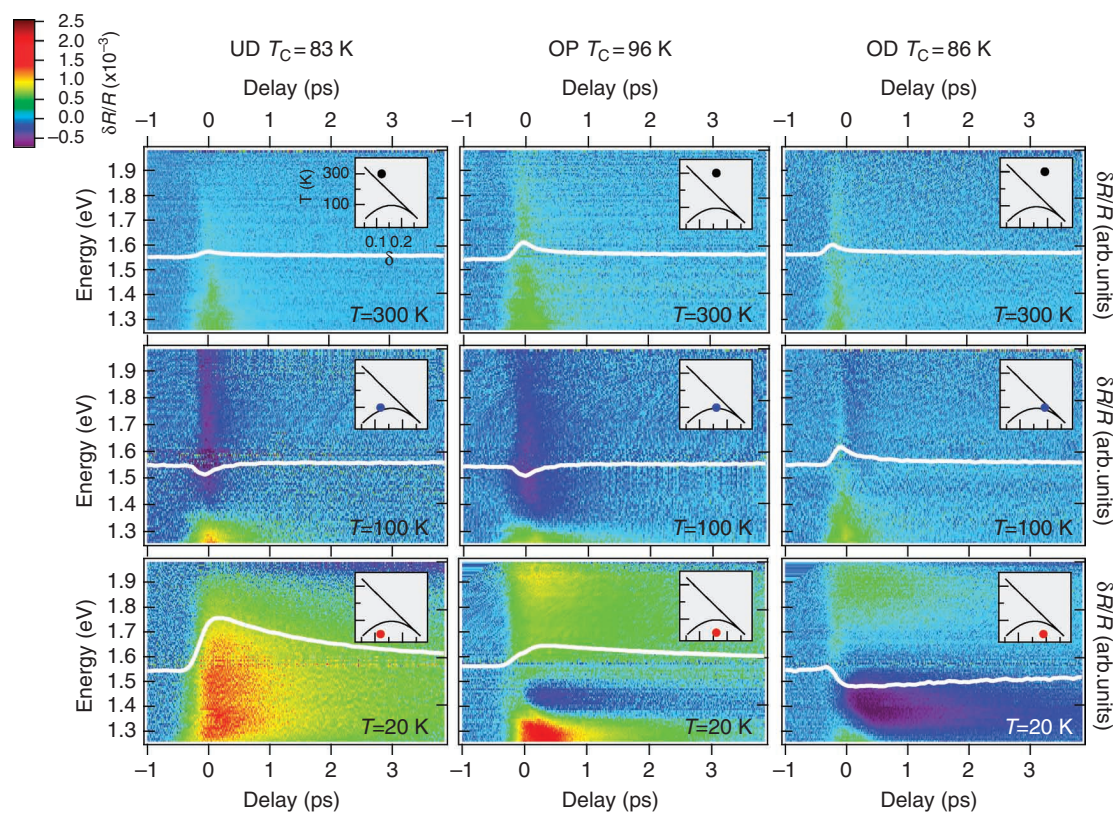 2.5
2.0
1.5
1.0
0.5
0.0
−0.5
δR/R (x10⁻³)
UD T_C = 83 K OP T_C = 96 K OD T_C = 86 K
Delay (ps) Delay (ps) Delay (ps)
−1 0 1 2 3 −1 0 1 2 3 −1 0 1 2 3
Energy (eV)
1.9
1.8
1.7
1.6
1.5
1.4
1.3
T (K)
300
100
0.1 0.2
δ
T=300 K T=300 K T=300 K
δR/R (arb.units)
Energy (eV)
1.9
1.8
1.7
1.6
1.5
1.4
1.3
T=100 K T=100 K T=100 K
δR/R (arb.units)
Energy (eV)
1.9
1.8
1.7
1.6
1.5
1.4
1.3
T=20 K T=20 K T=20 K
δR/R (arb.units)
−1 0 1 2 3 −1 0 1 2 3 −1 0 1 2 3
Delay (ps) Delay (ps) Delay (ps)